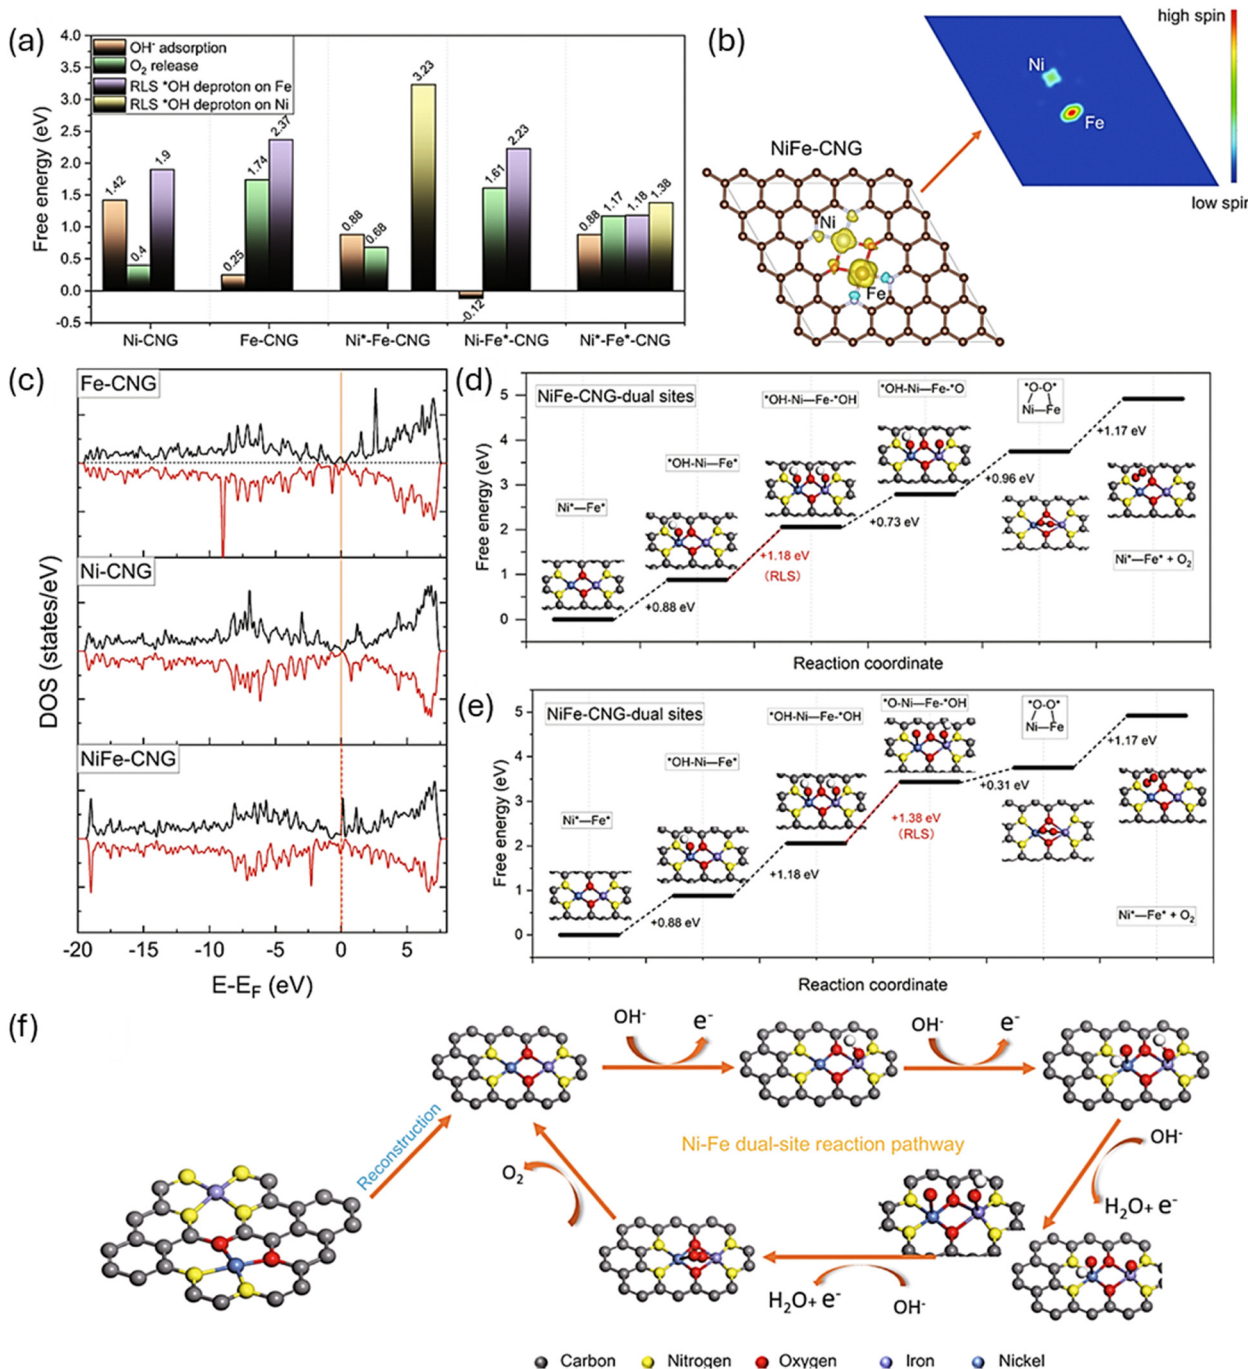 (a)
4.0
3.5
3.0
2.5
2.0
1.5
1.0
0.5
0.0
-0.5
Free energy (eV)
OH⁻ adsorption
O₂ release
RLS *OH deproton on Fe
RLS *OH deproton on Ni
1.42
0.4
1.9
0.25
1.74
2.37
0.88
0.68
3.23
-0.12
1.61
2.23
0.88
1.17
1.18
1.38
Ni-CNG
Fe-CNG
Ni*-Fe-CNG
Ni-Fe*-CNG
Ni*-Fe*-CNG
(b)
high spin
low spin
Ni
Fe
NiFe-CNG
Ni
Fe
(c)
Fe-CNG
Ni-CNG
NiFe-CNG
DOS (states/eV)
-20
-15
-10
-5
0
5
E-E_F (eV)
(d)
5
4
3
2
1
0
Free energy (eV)
NiFe-CNG-dual sites
Ni*—Fe*
*OH-Ni—Fe*
*OH-Ni—Fe-*OH
*OH-Ni—Fe-*O
*O-O*
Ni—Fe
Ni*—Fe* + O₂
+0.88 eV
+1.18 eV
(RLS)
+0.73 eV
+0.96 eV
+1.17 eV
Reaction coordinate
(e)
5
4
3
2
1
0
Free energy (eV)
NiFe-CNG-dual sites
Ni*—Fe*
*OH-Ni—Fe*
*OH-Ni—Fe-*OH
*O-Ni—Fe-*OH
*O-O*
Ni—Fe
Ni*—Fe* + O₂
+0.88 eV
+1.18 eV
+1.38 eV
(RLS)
+0.31 eV
+1.17 eV
Reaction coordinate
(f)
Reconstruction
OH⁻
e⁻
OH⁻
e⁻
Ni-Fe dual-site reaction pathway
OH⁻
H₂O+ e⁻
O₂
H₂O+ e⁻
OH⁻
Carbon
Nitrogen
Oxygen
Iron
Nickel